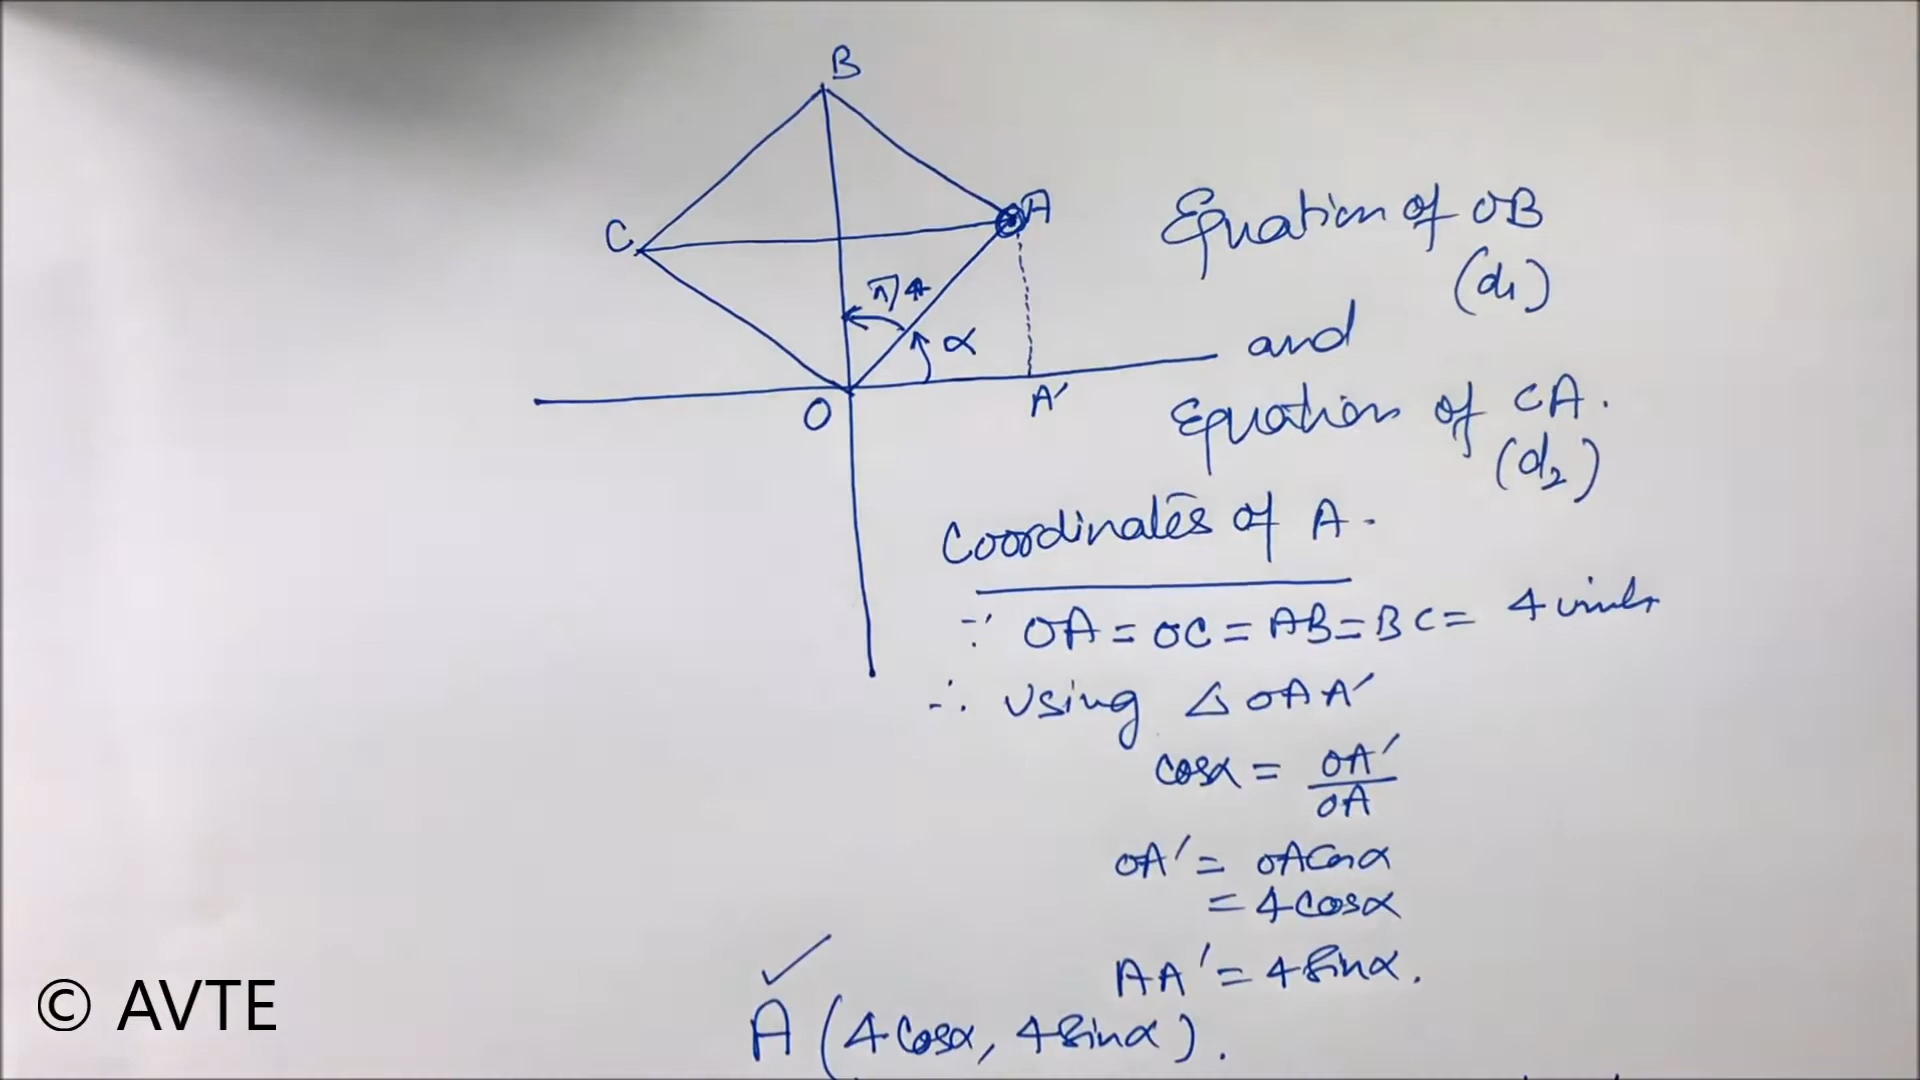 B
A
C
π/4
α
O
A′
Equation of OB
(d1)
and
Equation of CA.
(d2)
Coordinates of A.
∵ OA = OC = AB = BC = 4 units
∴ Using △ OAA′
cosα = OA′/OA
OA′ = OAcosα
= 4cosα
AA′ = 4sinα.
✓
A (4cosα, 4sinα).
© AVTE